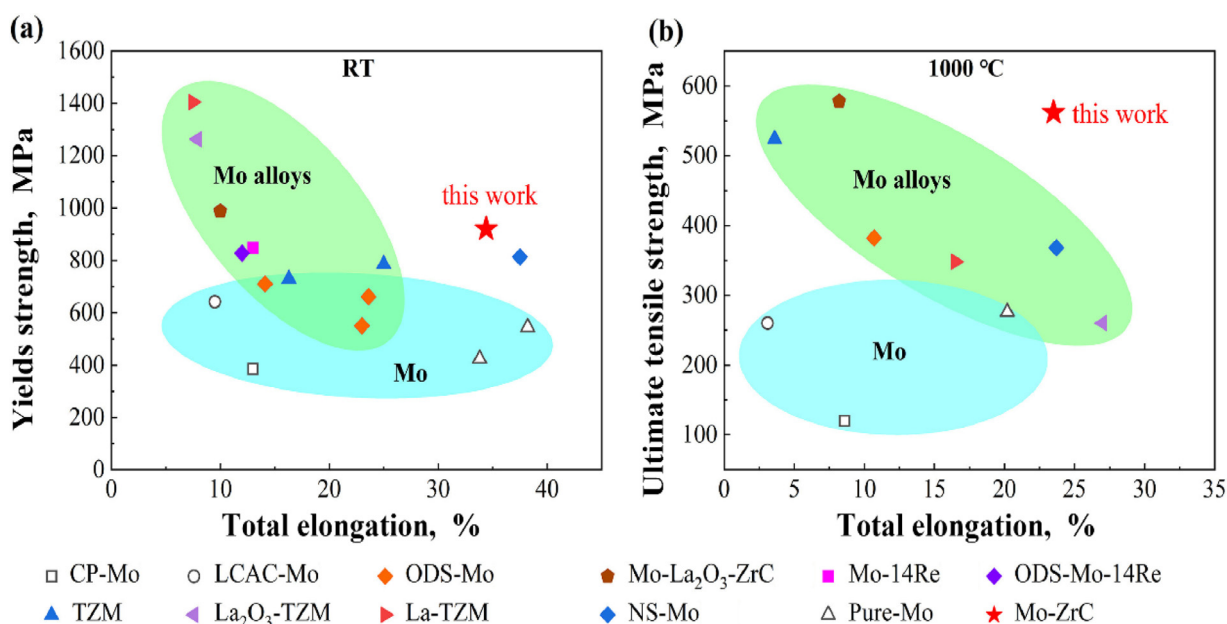 (a)
RT
1600
1400
1200
1000
800
600
400
200
0
Yields strength, MPa
Mo alloys
this work
Mo
0 10 20 30 40
Total elongation, %
(b)
1000 °C
600
500
400
300
200
100
Ultimate tensile strength, MPa
this work
Mo alloys
Mo
0 5 10 15 20 25 30 35
Total elongation, %
CP-Mo LCAC-Mo ODS-Mo Mo-La₂O₃-ZrC Mo-14Re ODS-Mo-14Re
TZM La₂O₃-TZM La-TZM NS-Mo Pure-Mo Mo-ZrC